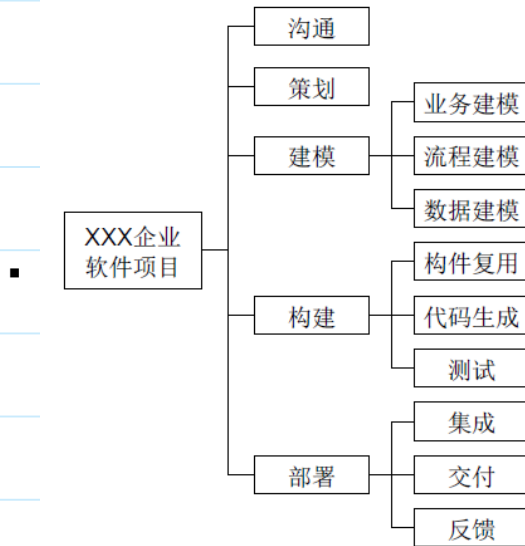 沟通
策划
业务建模
建模
流程建模
数据建模
XXX企业
软件项目
构件复用
构建
代码生成
测试
集成
部署
交付
反馈